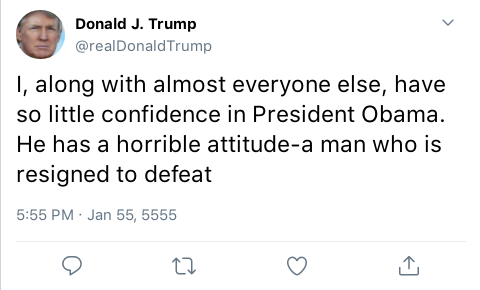 Donald J. Trump
@realDonaldTrump
I, along with almost everyone else, have
so little confidence in President Obama.
He has a horrible attitude-a man who is
resigned to defeat
5:55 PM · Jan 55, 5555